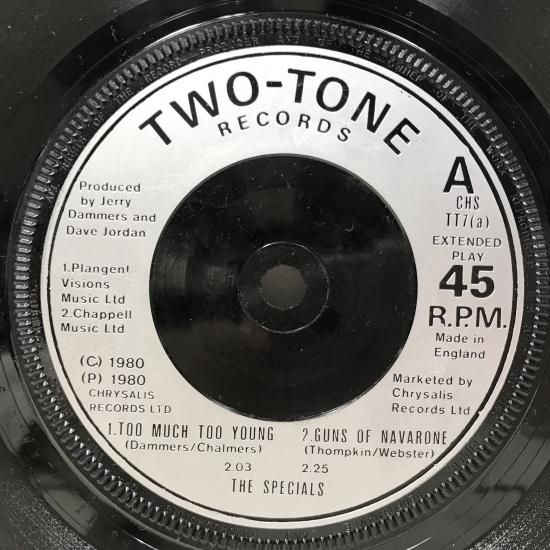 TWO-TONE
RECORDS
A
CHS
TT7(a)
EXTENDED
PLAY
45
R.P.M.
Made in
England
Produced
by Jerry
Dammers and
Dave Jordan
1.Plangent
Visions
Music Ltd
2.Chappell
Music Ltd
(C) 1980
(P) 1980
CHRYSALIS
RECORDS LTD
Marketed by
Chrysalis
Records Ltd
1.TOO MUCH TOO YOUNG
(Dammers/Chalmers)
2.03
2.GUNS OF NAVARONE
(Thompkin/Webster)
2.25
THE SPECIALS